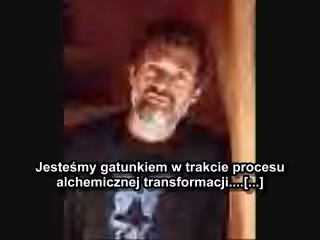 Jesteśmy gatunkiem w trakcie procesu
alchemicznej transformacji....[...]